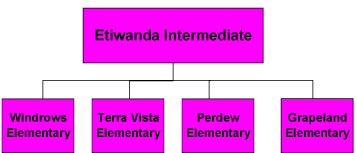 Etiwanda Intermediate
Windrows
Elementary
Terra Vista
Elementary
Perdew
Elementary
Grapeland
Elementary